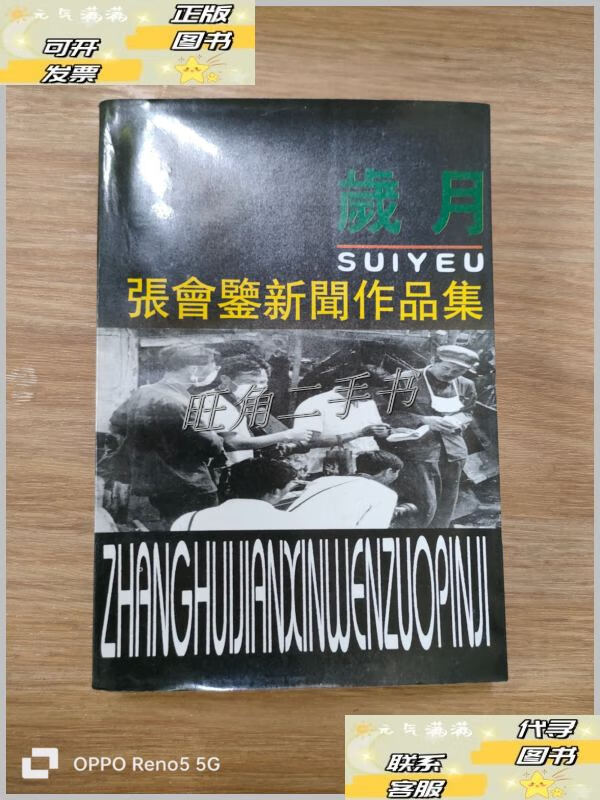 元气满满
正版
图书
可开
发票
歲月
SUIYEU
張會鑒新聞作品集
旺角二手书
ZHANGHUIJIANXINWENZUOPINJI
OPPO Reno5 5G
元气满满
代寻
图书
联系
客服